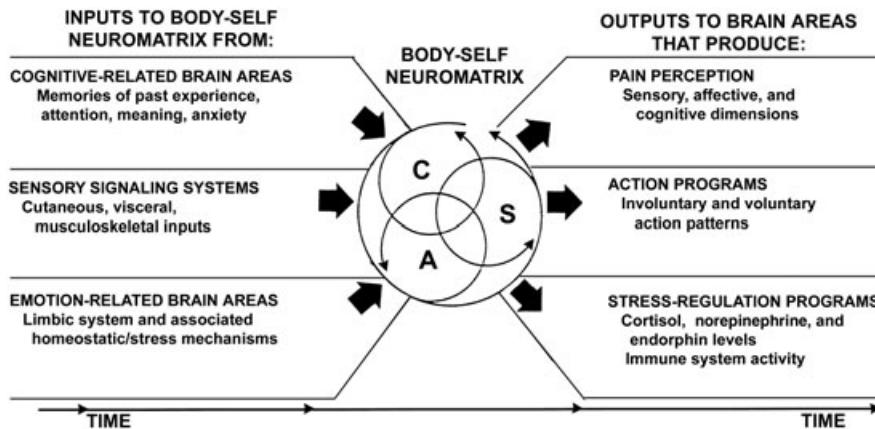 INPUTS TO BODY-SELF
NEUROMATRIX FROM:
COGNITIVE-RELATED BRAIN AREAS
Memories of past experience,
attention, meaning, anxiety
SENSORY SIGNALING SYSTEMS
Cutaneous, visceral,
musculoskeletal inputs
EMOTION-RELATED BRAIN AREAS
Limbic system and associated
homeostatic/stress mechanisms
BODY-SELF
NEUROMATRIX
C
S
A
OUTPUTS TO BRAIN AREAS
THAT PRODUCE:
PAIN PERCEPTION
Sensory, affective, and
cognitive dimensions
ACTION PROGRAMS
Involuntary and voluntary
action patterns
STRESS-REGULATION PROGRAMS
Cortisol, norepinephrine, and
endorphin levels
Immune system activity
TIME
TIME